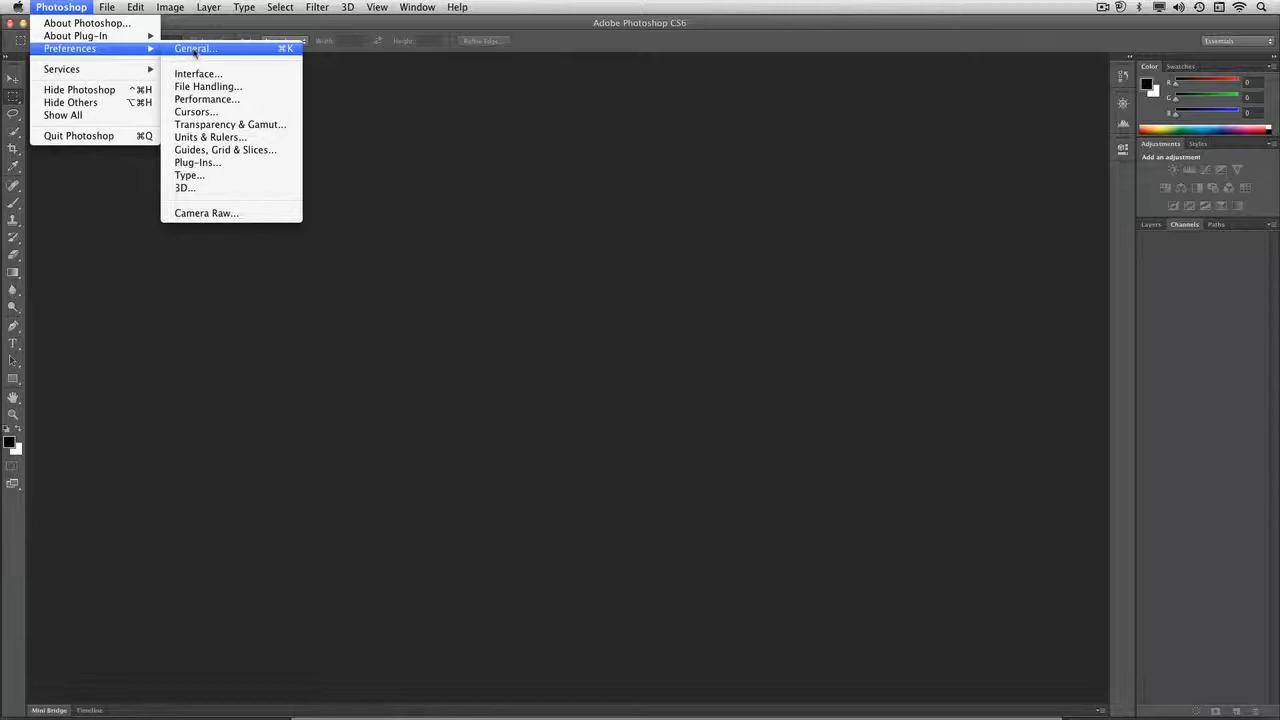 Photoshop File Edit Image Layer Type Select Filter 3D View Window Help
Adobe Photoshop CS6
About Photoshop...
About Plug-In
Preferences
Services
Hide Photoshop ^⌘H
Hide Others ⌥⌘H
Show All
Quit Photoshop ⌘Q
General... ⌘K
Interface...
File Handling...
Performance...
Cursors...
Transparency & Gamut...
Units & Rulers...
Guides, Grid & Slices...
Plug-Ins...
Type...
3D...
Camera Raw...
Width: Height: Refine Edge...
Essentials
Color Swatches
R 0
G 0
B 0
Adjustments Styles
Add an adjustment
Layers Channels Paths
Mini Bridge Timeline